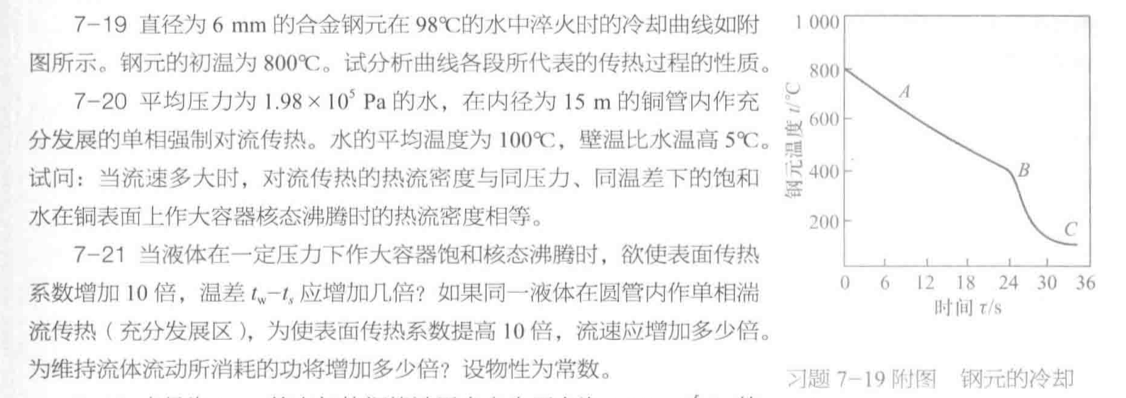 7-19 直径为 6 mm 的合金钢元在 98℃的水中淬火时的冷却曲线如附
图所示。钢元的初温为 800℃。试分析曲线各段所代表的传热过程的性质。
7-20 平均压力为 1.98 × 10⁵ Pa 的水，在内径为 15 m 的铜管内作充
分发展的单相强制对流传热。水的平均温度为 100℃，壁温比水温高 5℃。
试问：当流速多大时，对流传热的热流密度与同压力、同温差下的饱和
水在铜表面上作大容器核态沸腾时的热流密度相等。
7-21 当液体在一定压力下作大容器饱和核态沸腾时，欲使表面传热
系数增加 10 倍，温差 t_w-t_s 应增加几倍？如果同一液体在圆管内作单相湍
流传热（充分发展区），为使表面传热系数提高 10 倍，流速应增加多少倍。
为维持流体流动所消耗的功将增加多少倍？设物性为常数。
钢元温度 t/℃
1 000
800
600
400
200
A
B
C
0 6 12 18 24 30 36
时间 τ/s
习题 7-19 附图 钢元的冷却